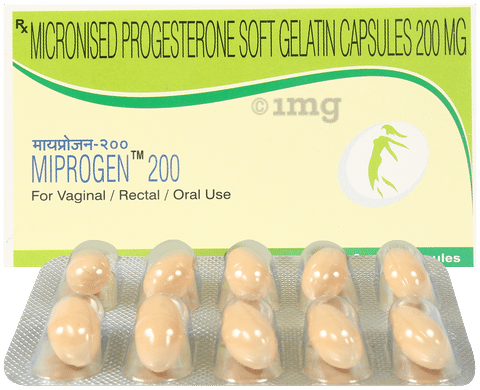 Rx MICRONISED PROGESTERONE SOFT GELATIN CAPSULES 200 MG
©1mg
मायप्रोजन-२००
MIPROGEN™ 200
For Vaginal / Rectal / Oral Use